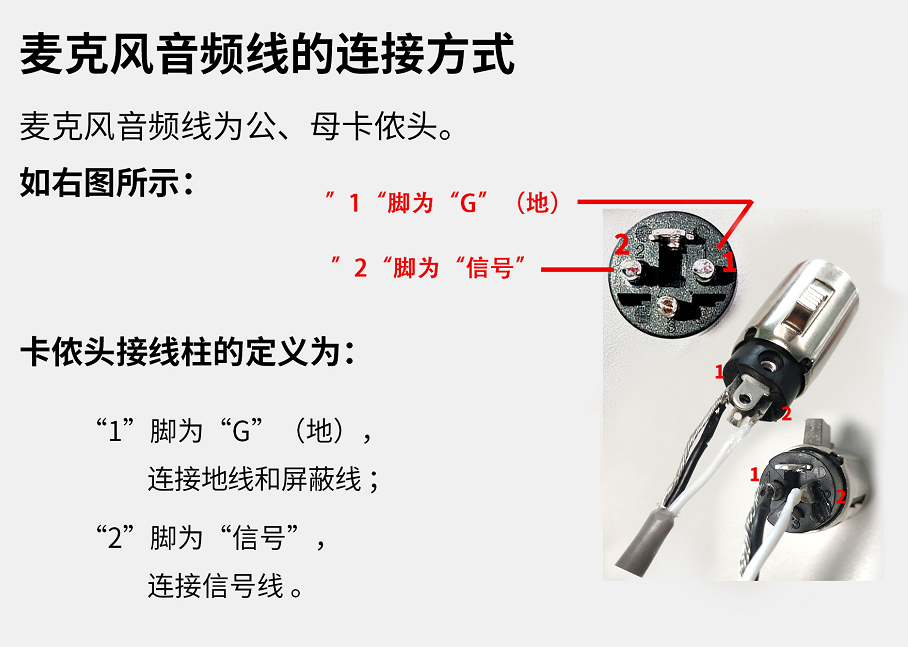 麦克风音频线的连接方式
麦克风音频线为公、母卡侬头。
如右图所示：
”1“脚为“G”（地）
”2“脚为“信号”
2
1
卡侬头接线柱的定义为：
1
2
“1”脚为“G”（地），
连接地线和屏蔽线；
1
2
“2”脚为“信号”，
连接信号线。